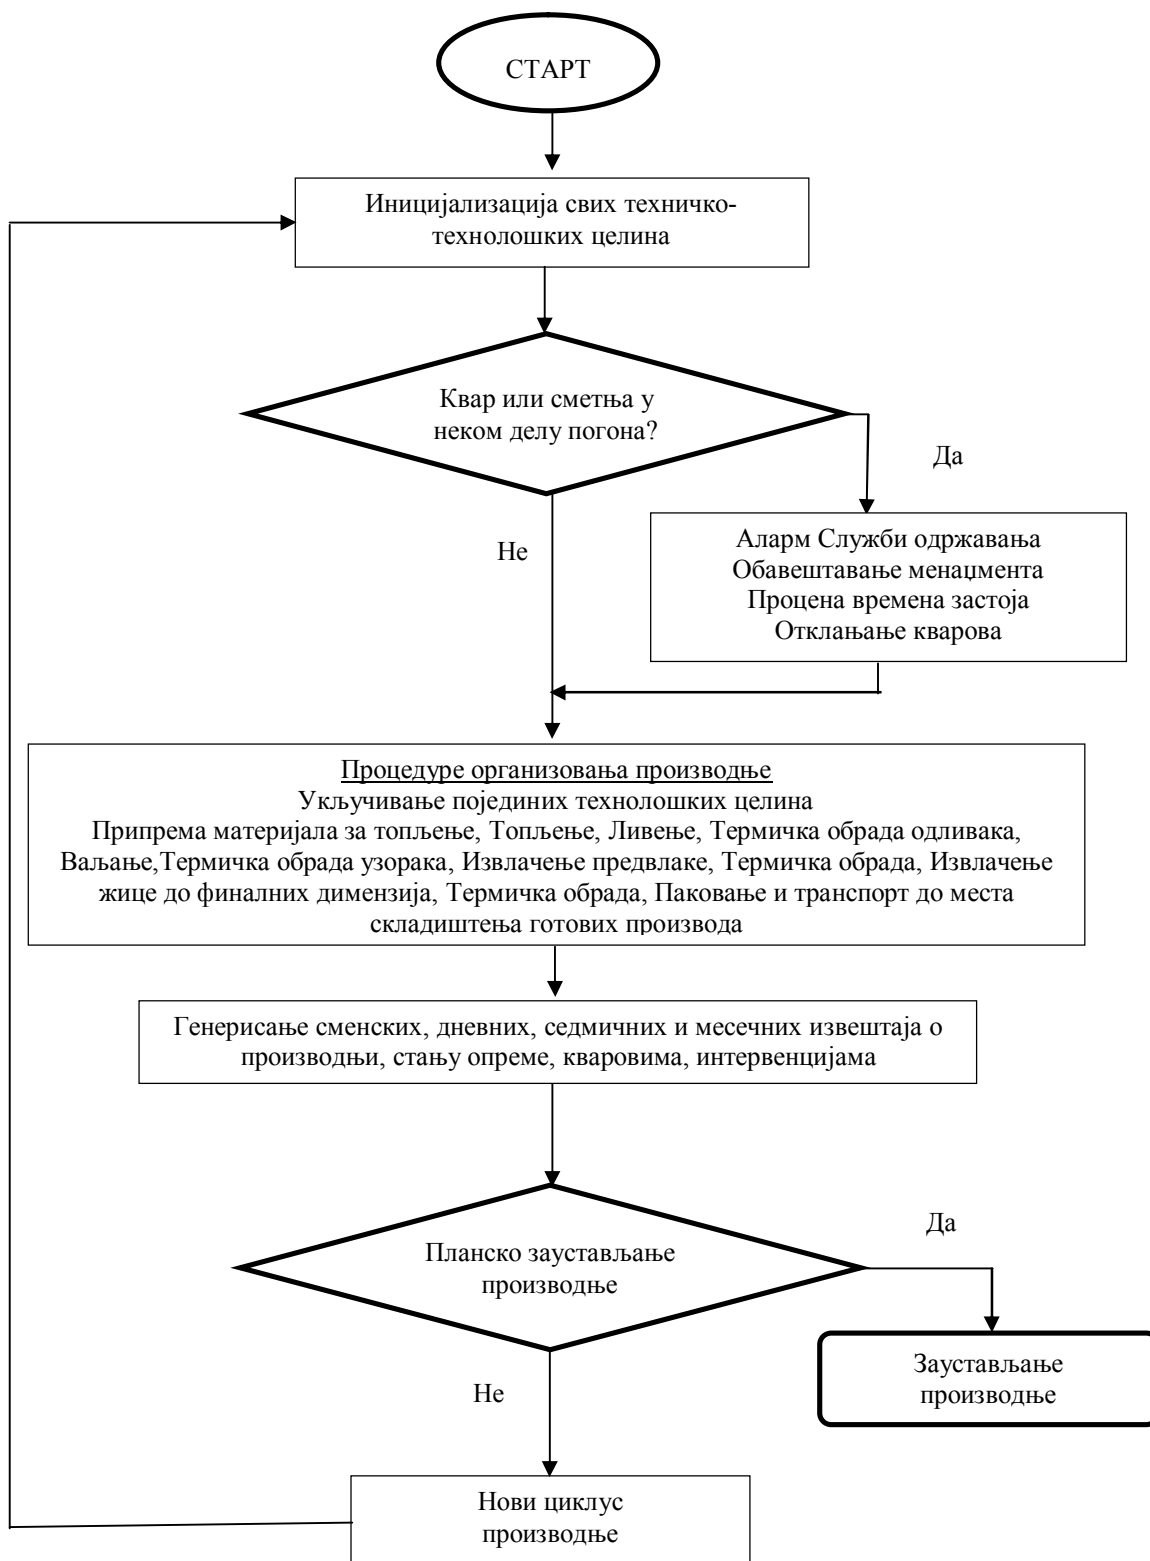 СТАРТ
Иницијализација свих техничко-
технолошких целина
Квар или сметња у
неком делу погона?
Да
Не
Аларм Служби одржавања
Обавештавање менаџмента
Процена времена застоја
Отклањање кварова
Процедуре организовања производње
Укључивање појединих технолошких целина
Припрема материјала за топљење, Топљење, Ливење, Термичка обрада одливака,
Ваљање,Термичка обрада узорака, Извлачење предвлаке, Термичка обрада, Извлачење
жице до финалних димензија, Термичка обрада, Паковање и транспорт до места
складиштења готових производа
Генерисање сменских, дневних, седмичних и месечних извештаја о
производњи, стању опреме, кваровима, интервенцијама
Да
Планско заустављање
производње
Заустављање
производње
Не
Нови циклус
производње